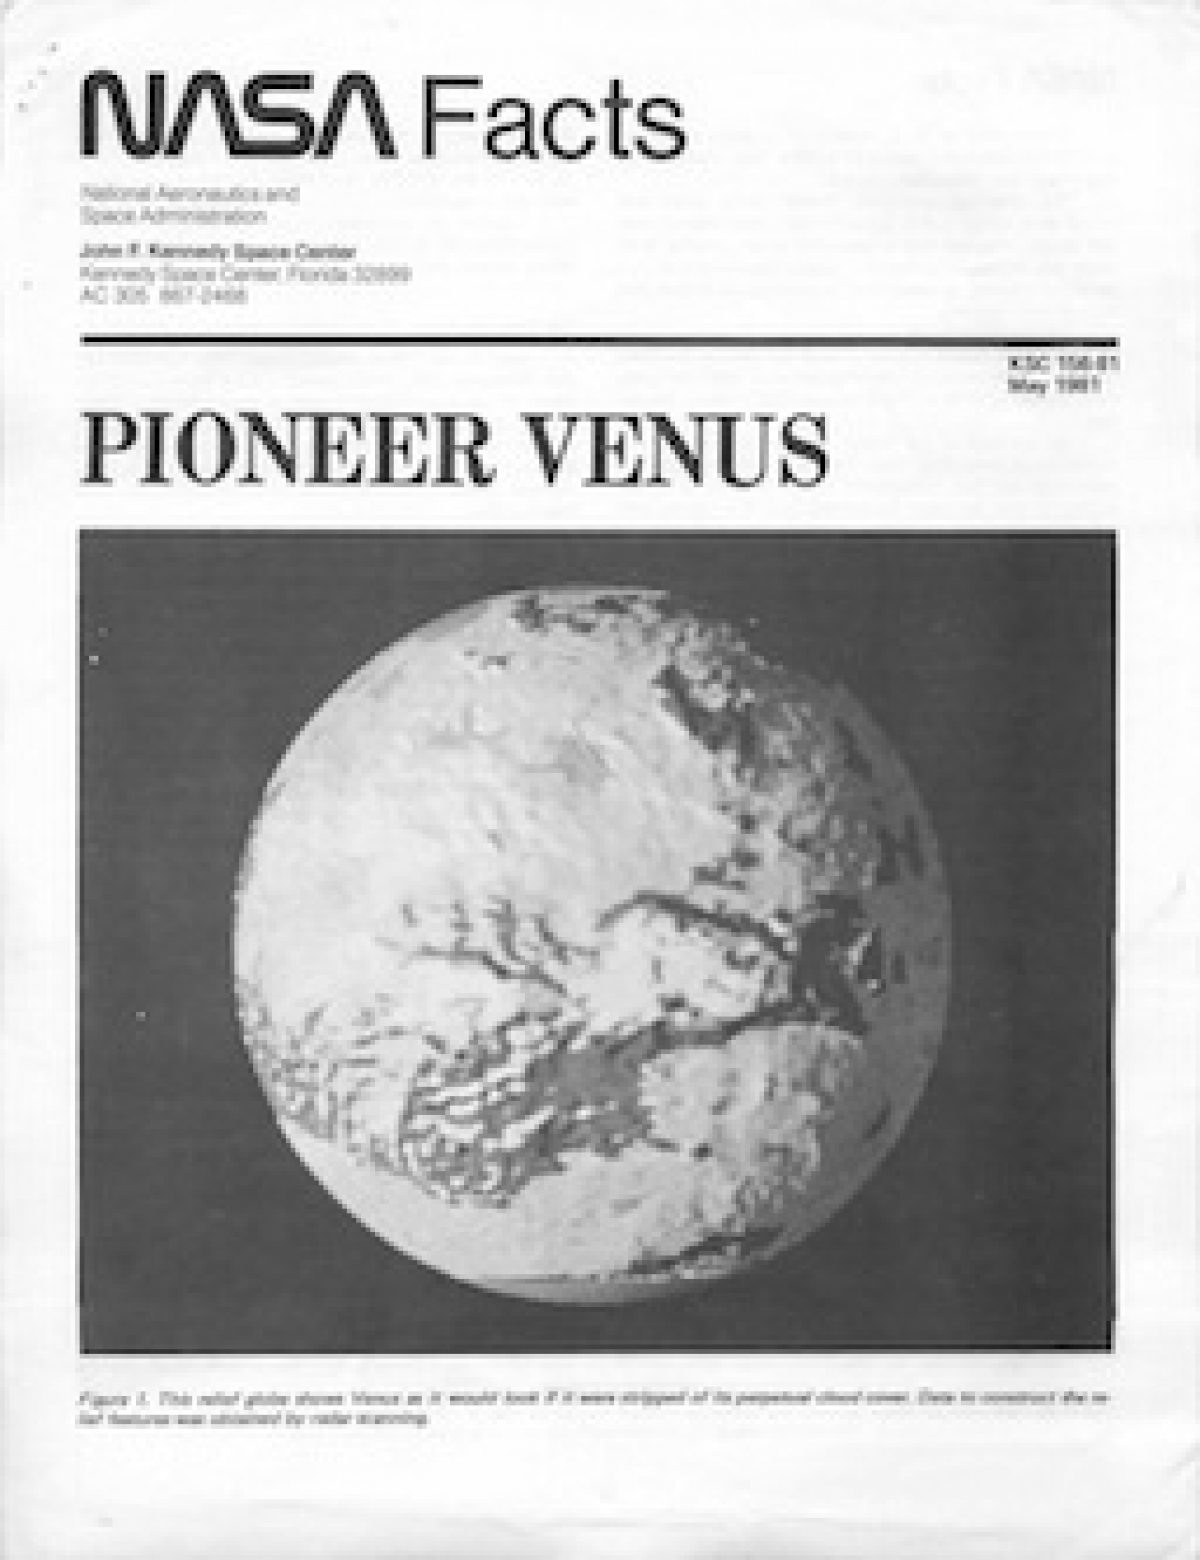 NASA Facts
National Aeronautics and
Space Administration
John F. Kennedy Space Center
Kennedy Space Center, Florida 32899
AC 305 867-2468
KSC 156-81
May 1981
PIONEER VENUS
Figure 1. This relief globe shows Venus as it would look if it were stripped of its perpetual cloud cover. Data to construct the re-
lief features was obtained by radar scanning.